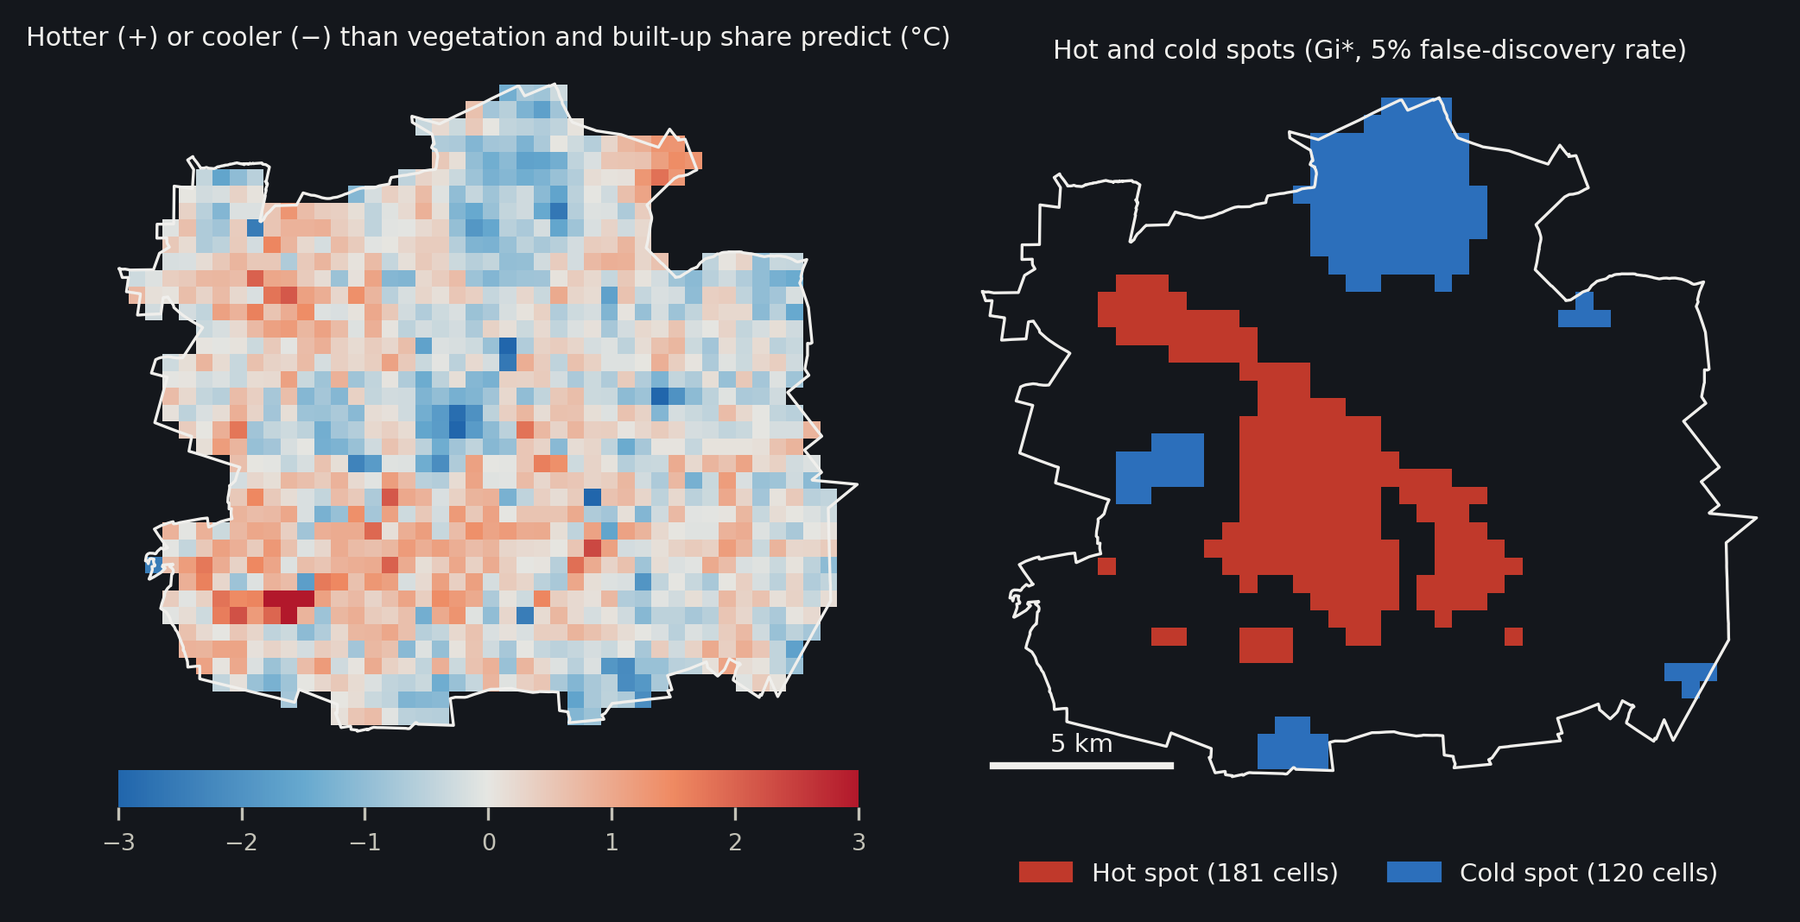 Hotter (+) or cooler (−) than vegetation and built-up share predict (°C)
Hot and cold spots (Gi*, 5% false-discovery rate)
5 km
−3 −2 −1 0 1 2 3
Hot spot (181 cells)
Cold spot (120 cells)